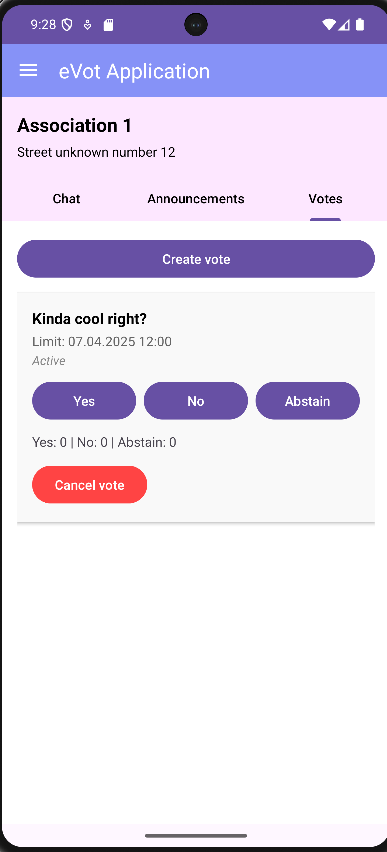 9:28
eVot Application
Association 1
Street unknown number 12
Chat Announcements Votes
Create vote
Kinda cool right?
Limit: 07.04.2025 12:00
Active
Yes No Abstain
Yes: 0 | No: 0 | Abstain: 0
Cancel vote